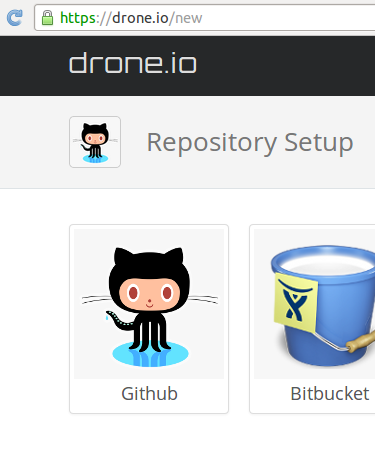 https://drone.io/new
drone.io
Repository Setup
Github
Bitbucket